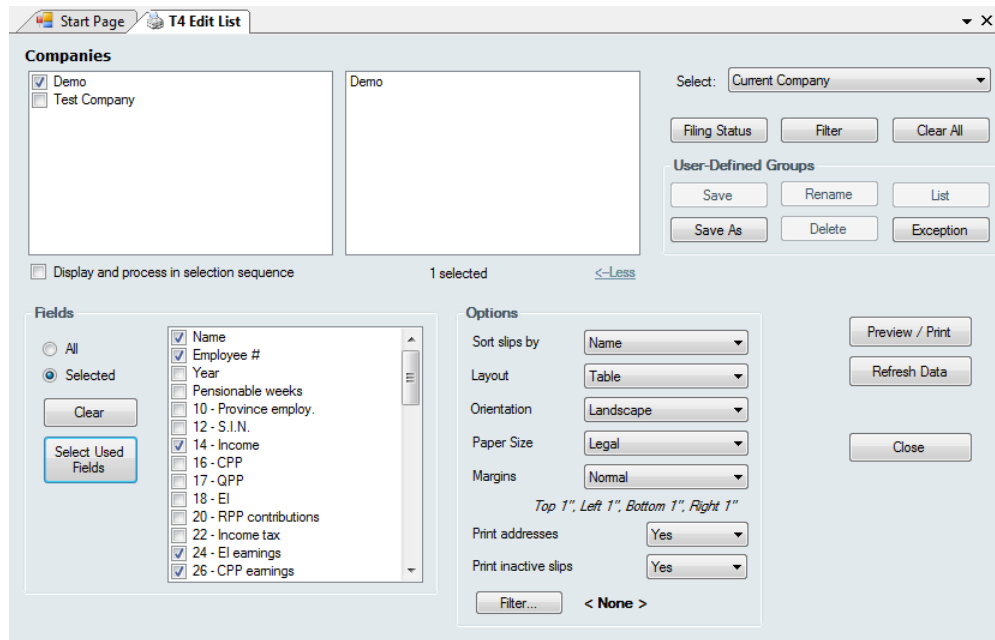 Start Page
T4 Edit List
Companies
Demo
Test Company
Demo
Select:
Current Company
Filing Status
Filter
Clear All
User-Defined Groups
Save
Rename
List
Save As
Delete
Exception
Display and process in selection sequence
1 selected
<--Less
Fields
All
Selected
Clear
Select Used
Fields
Name
Employee #
Year
Pensionable weeks
10 - Province employ.
12 - S.I.N.
14 - Income
16 - CPP
17 - QPP
18 - EI
20 - RPP contributions
22 - Income tax
24 - EI earnings
26 - CPP earnings
Options
Sort slips by
Name
Layout
Table
Orientation
Landscape
Paper Size
Legal
Margins
Normal
Top 1", Left 1", Bottom 1", Right 1"
Print addresses
Yes
Print inactive slips
Yes
Filter...
< None >
Preview / Print
Refresh Data
Close